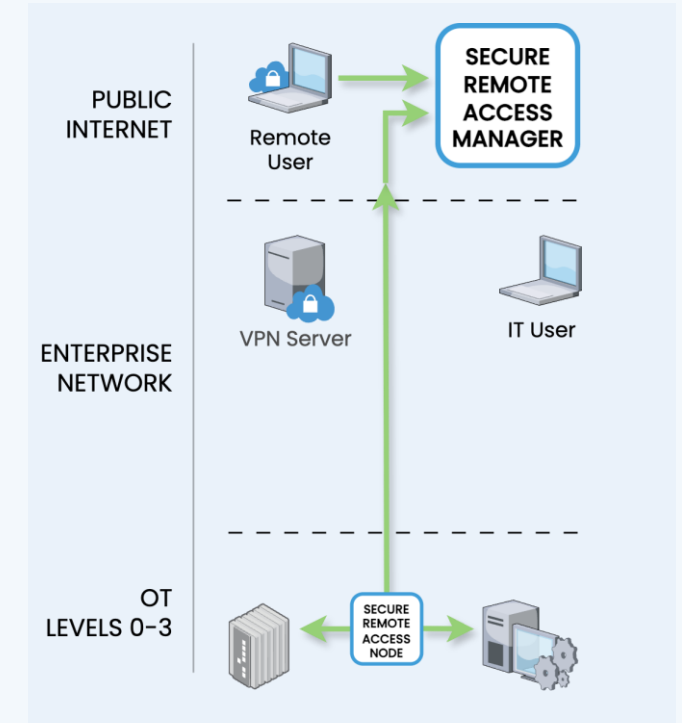 PUBLIC
INTERNET
Remote
User
SECURE
REMOTE
ACCESS
MANAGER
ENTERPRISE
NETWORK
VPN Server
IT User
OT
LEVELS 0-3
SECURE
REMOTE
ACCESS
NODE